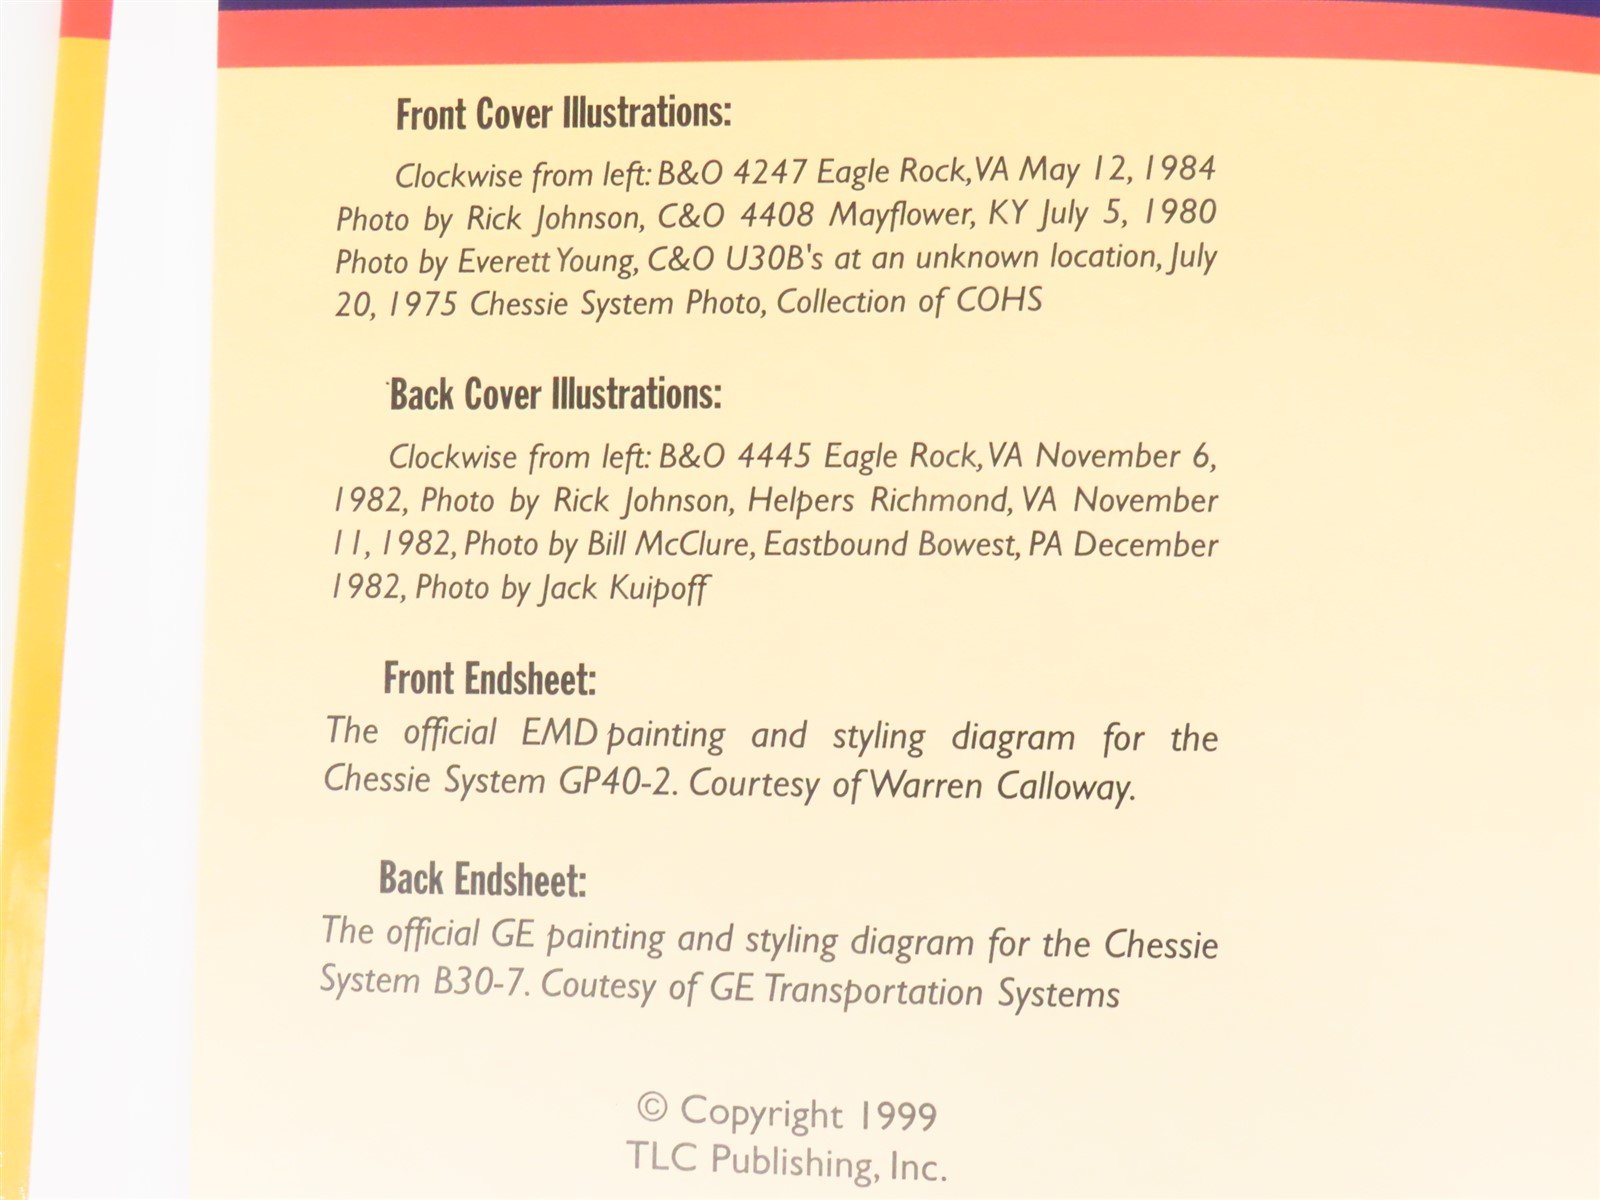 Front Cover Illustrations:
Clockwise from left: B&O 4247 Eagle Rock, VA May 12, 1984
Photo by Rick Johnson, C&O 4408 Mayflower, KY July 5, 1980
Photo by Everett Young, C&O U30B's at an unknown location, July
20, 1975 Chessie System Photo, Collection of COHS
Back Cover Illustrations:
Clockwise from left: B&O 4445 Eagle Rock, VA November 6,
1982, Photo by Rick Johnson, Helpers Richmond, VA November
11, 1982, Photo by Bill McClure, Eastbound Bowest, PA December
1982, Photo by Jack Kuipoff
Front Endsheet:
The official EMD painting and styling diagram for the
Chessie System GP40-2. Courtesy of Warren Calloway.
Back Endsheet:
The official GE painting and styling diagram for the Chessie
System B30-7. Coutesy of GE Transportation Systems
© Copyright 1999
TLC Publishing, Inc.